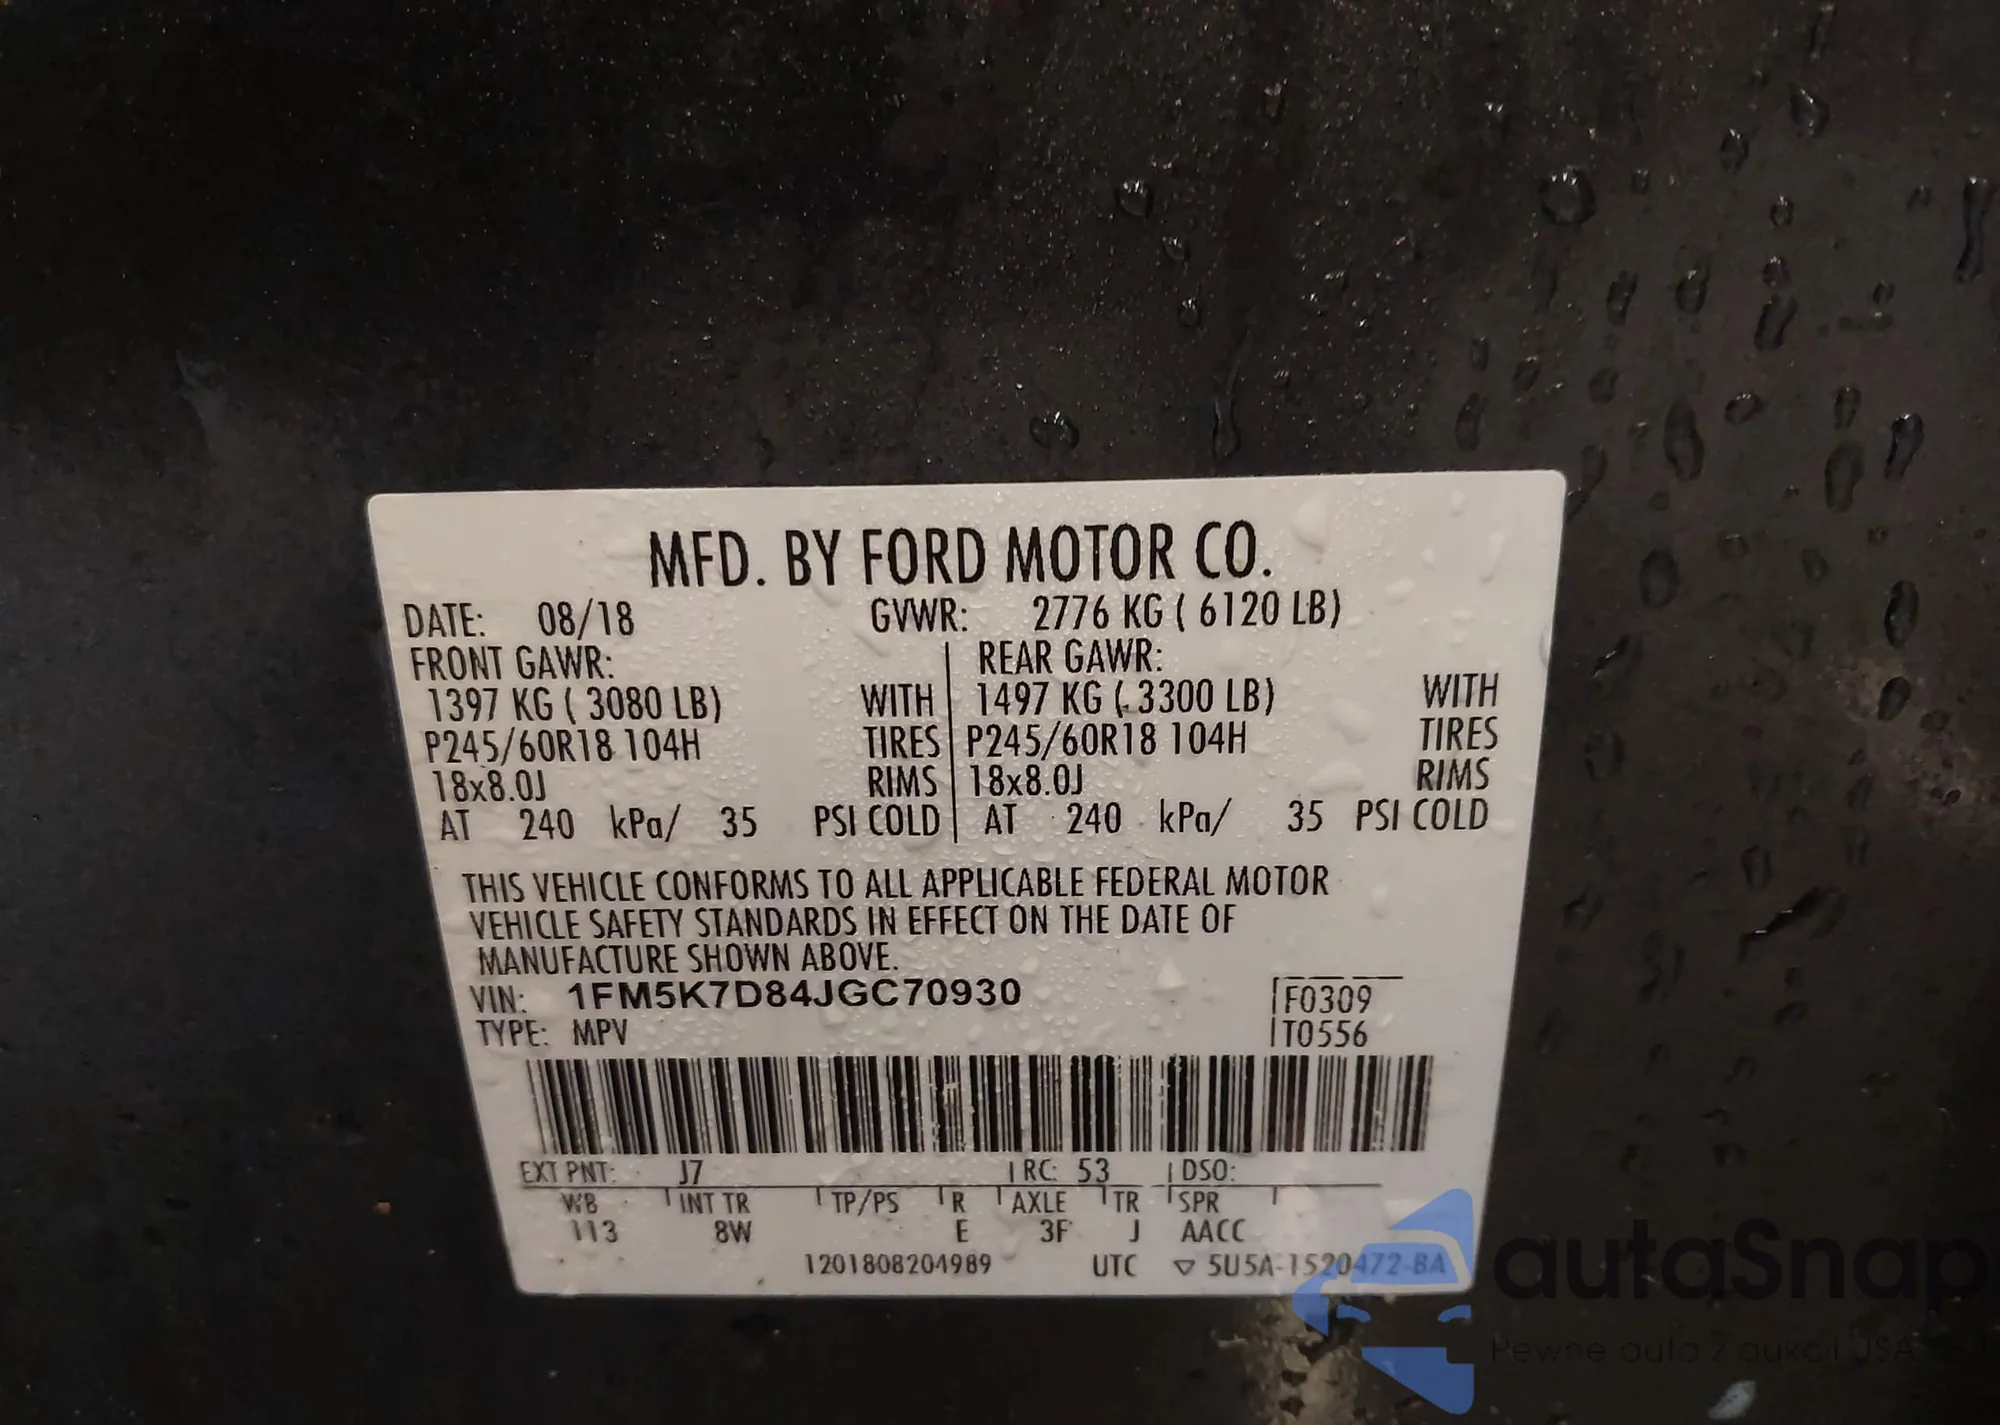 MFD. BY FORD MOTOR CO.
DATE: 08/18 GVWR: 2776 KG ( 6120 LB)
FRONT GAWR: REAR GAWR:
1397 KG ( 3080 LB) WITH 1497 KG ( 3300 LB) WITH
P245/60R18 104H TIRES P245/60R18 104H TIRES
18x8.0J RIMS 18x8.0J RIMS
AT 240 kPa/ 35 PSI COLD AT 240 kPa/ 35 PSI COLD
THIS VEHICLE CONFORMS TO ALL APPLICABLE FEDERAL MOTOR
VEHICLE SAFETY STANDARDS IN EFFECT ON THE DATE OF
MANUFACTURE SHOWN ABOVE.
VIN: 1FM5K7D84JGC70930 F0309
TYPE: MPV T0556
EXT PNT: J7 RC: 53 DSO:
WB INT TR TP/PS R AXLE TR SPR
113 8W E 3F J AACC
1201808204989 UTC ▽ 5U5A-1520472-BA
autaSnap
Pewne auta z aukcji USA